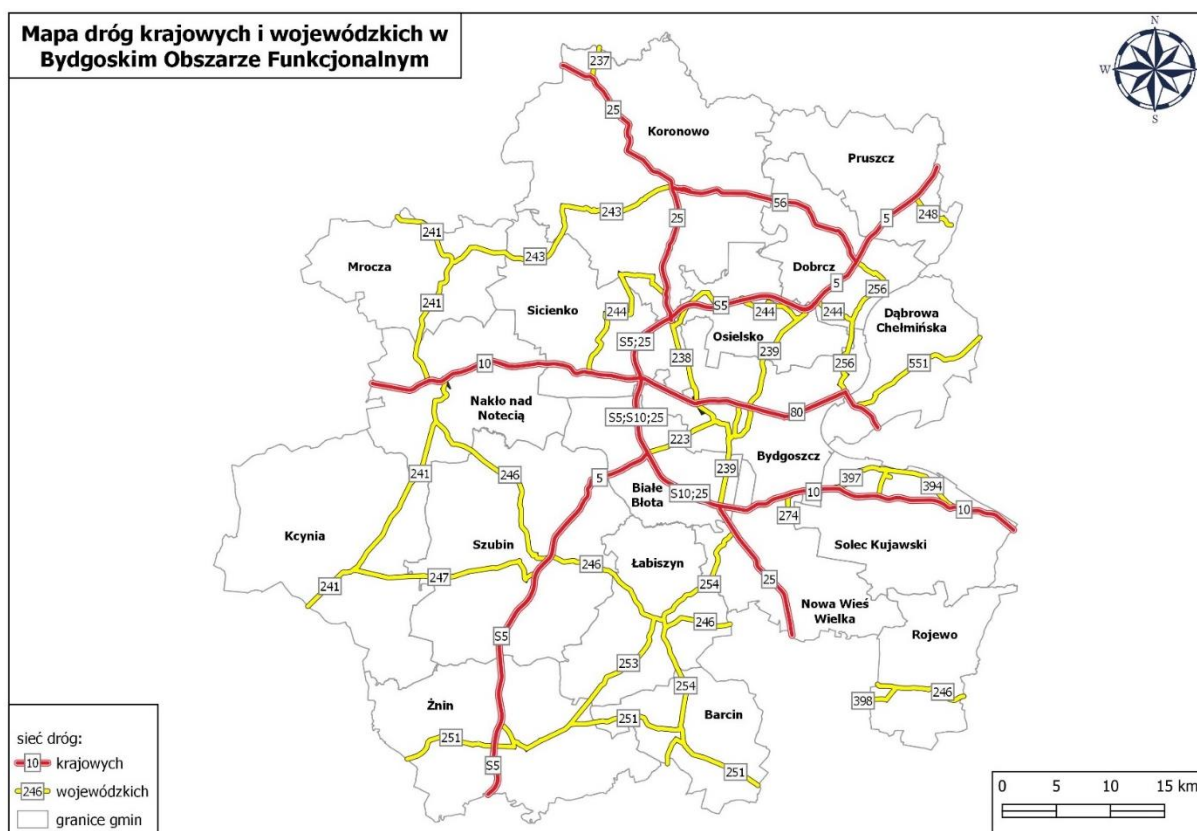 Mapa dróg krajowych i wojewódzkich w
Bydgoskim Obszarze Funkcjonalnym
N
W
E
S
237
25
Koronowo
Pruszcz
56
243
25
5
248
241
243
Mrocza
Dobrcz
5
256
241
Sicienko
244
S5
244
244
Dąbrowa
Chełmińska
Osielsko
S5;25
238
239
256
551
10
Nakło nad
Notecią
80
S5;S10;25
223
Bydgoszcz
241
246
5
239
397
394
Białe
Błota
S10;25
10
274
10
Kcynia
Szubin
Solec Kujawski
246
Łabiszyn
247
241
254
25
Nowa Wieś
Wielka
246
Rojewo
S5
253
254
246
398
Żnin
251
Barcin
251
S5
251
sieć dróg:
10 krajowych
246 wojewódzkich
granice gmin
0 5 10 15 km